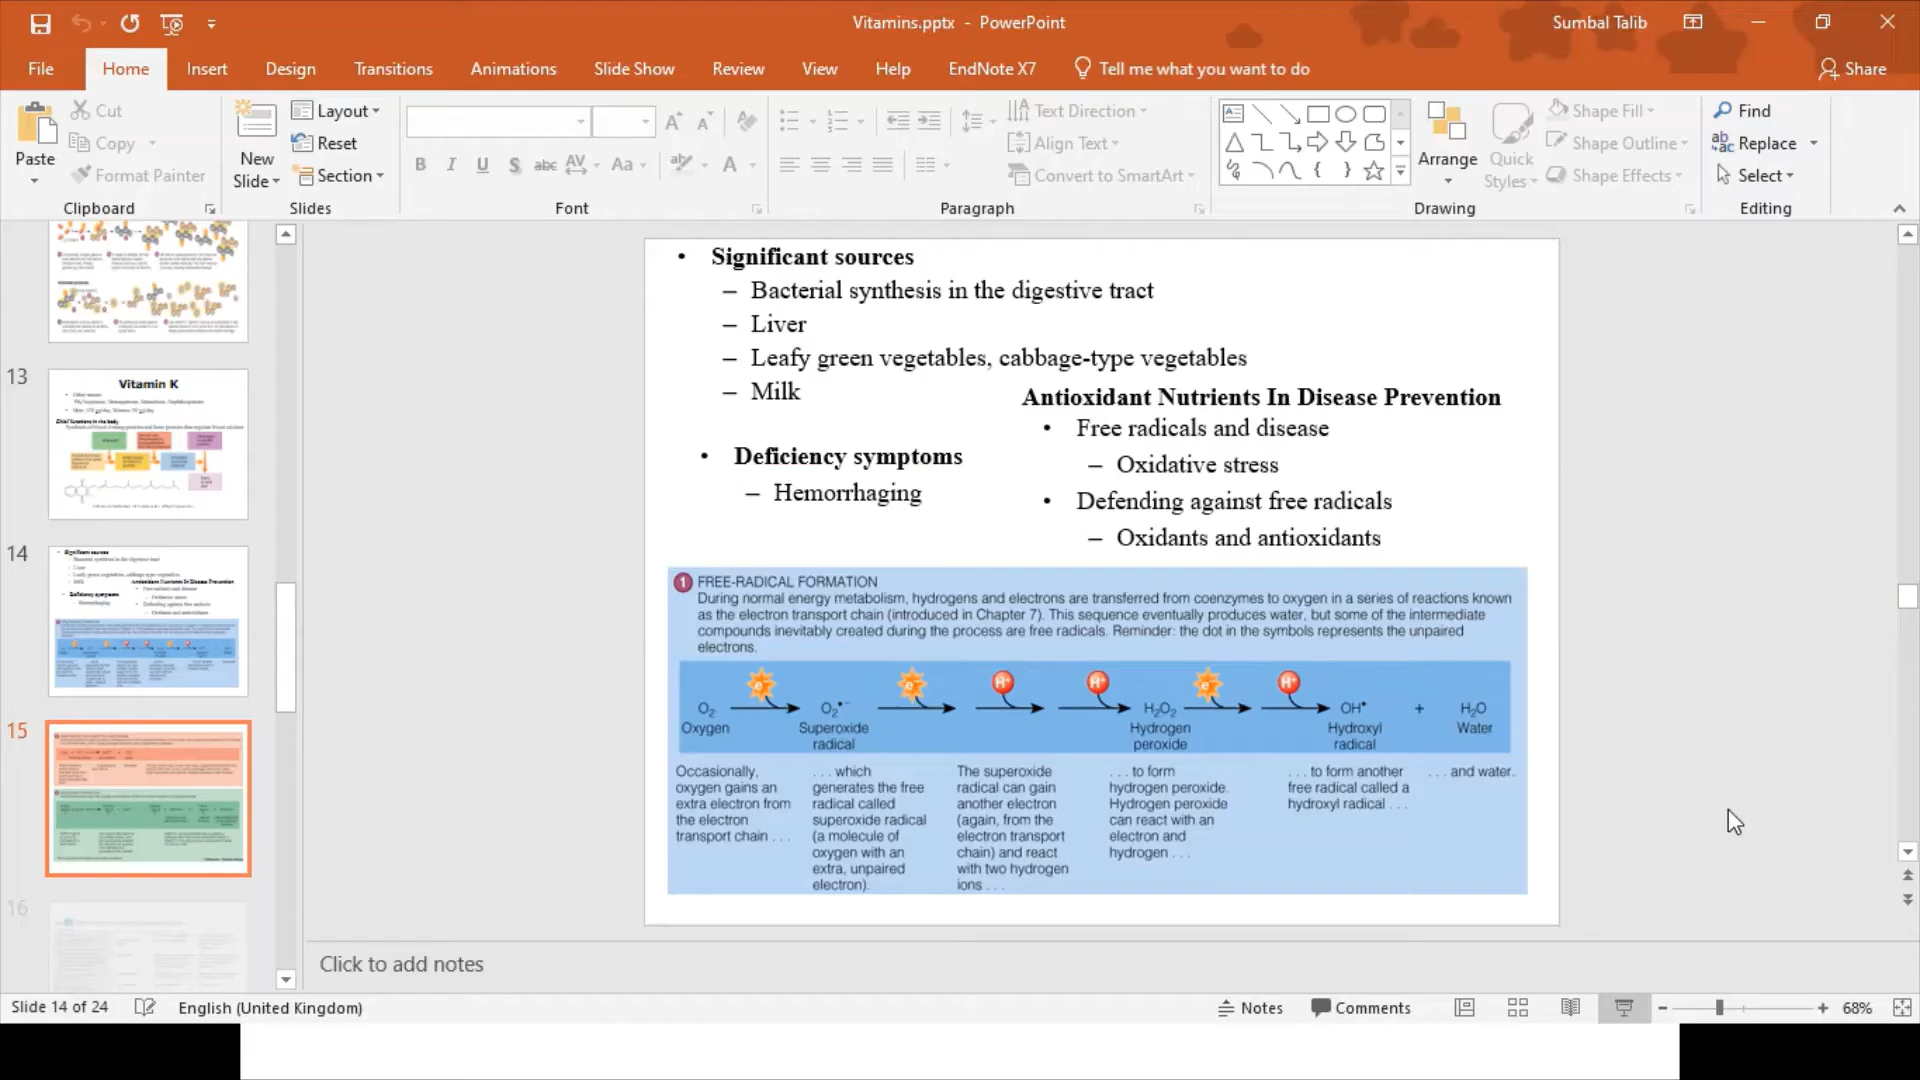 Vitamins.pptx - PowerPoint
Sumbal Talib
File Home Insert Design Transitions Animations Slide Show Review View Help EndNote X7 Tell me what you want to do Share
Paste
Cut
Copy
Format Painter
Clipboard
New
Slide
Layout
Reset
Section
Slides
Font
Text Direction
Align Text
Convert to SmartArt
Paragraph
Arrange
Quick
Styles
Shape Fill
Shape Outline
Shape Effects
Drawing
Find
Replace
Select
Editing
13
Vitamin K
14
15
16
• Significant sources
– Bacterial synthesis in the digestive tract
– Liver
– Leafy green vegetables, cabbage-type vegetables
– Milk
• Deficiency symptoms
– Hemorrhaging
Antioxidant Nutrients In Disease Prevention
• Free radicals and disease
– Oxidative stress
• Defending against free radicals
– Oxidants and antioxidants
1 FREE-RADICAL FORMATION
During normal energy metabolism, hydrogens and electrons are transferred from coenzymes to oxygen in a series of reactions known
as the electron transport chain (introduced in Chapter 7). This sequence eventually produces water, but some of the intermediate
compounds inevitably created during the process are free radicals. Reminder: the dot in the symbols represents the unpaired
electrons.
e⁻ e⁻ H⁺ H⁺ e⁻ H⁺
O₂ O₂•⁻ H₂O₂ OH• + H₂O
Oxygen
Superoxide
radical
Hydrogen
peroxide
Hydroxyl
radical
Water
Occasionally,
oxygen gains an
extra electron from
the electron
transport chain . . .
. . . which
generates the free
radical called
superoxide radical
(a molecule of
oxygen with an
extra, unpaired
electron).
The superoxide
radical can gain
another electron
(again, from the
electron transport
chain) and react
with two hydrogen
ions . . .
. . . to form
hydrogen peroxide.
Hydrogen peroxide
can react with an
electron and
hydrogen . . .
. . . to form another
free radical called a
hydroxyl radical . . .
. . . and water.
Click to add notes
Slide 14 of 24 English (United Kingdom) Notes Comments 68%